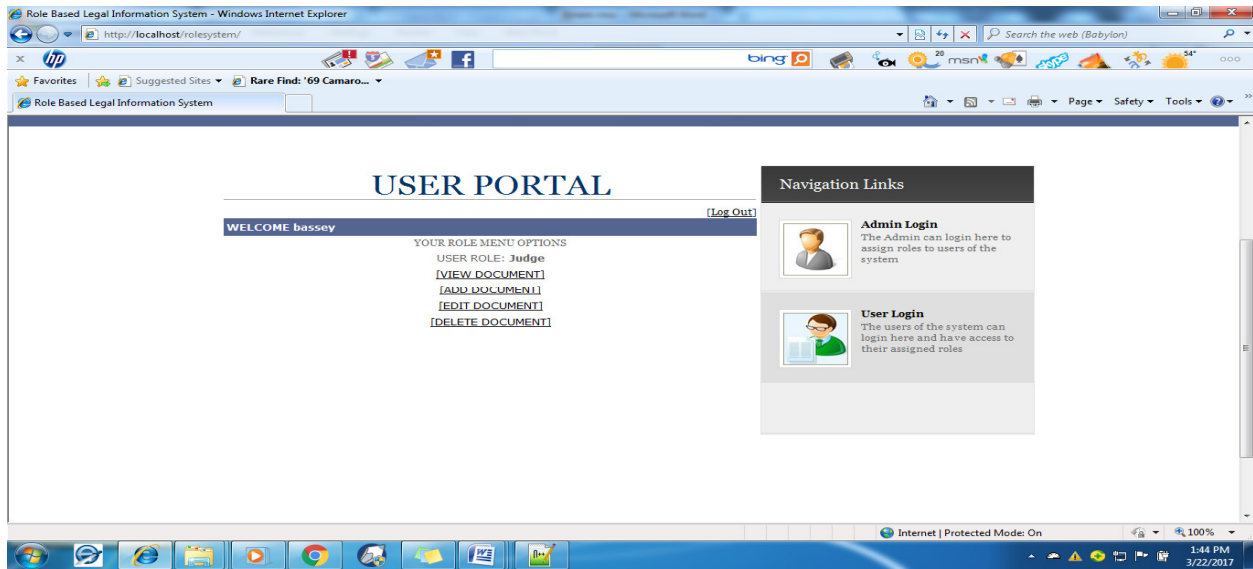 Role Based Legal Information System - Windows Internet Explorer
http://localhost/rolesystem/
Search the web (Babylon)
hp
bing
20
msn
54°
Favorites
Suggested Sites
Rare Find: '69 Camaro...
Role Based Legal Information System
Page
Safety
Tools
USER PORTAL
[Log Out]
WELCOME bassey
YOUR ROLE MENU OPTIONS
USER ROLE: Judge
[VIEW DOCUMENT]
[ADD DOCUMENT]
[EDIT DOCUMENT]
[DELETE DOCUMENT]
Navigation Links
Admin Login
The Admin can login here to
assign roles to users of the
system
User Login
The users of the system can
login here and have access to
their assigned roles
Internet | Protected Mode: On
100%
1:44 PM
3/22/2017